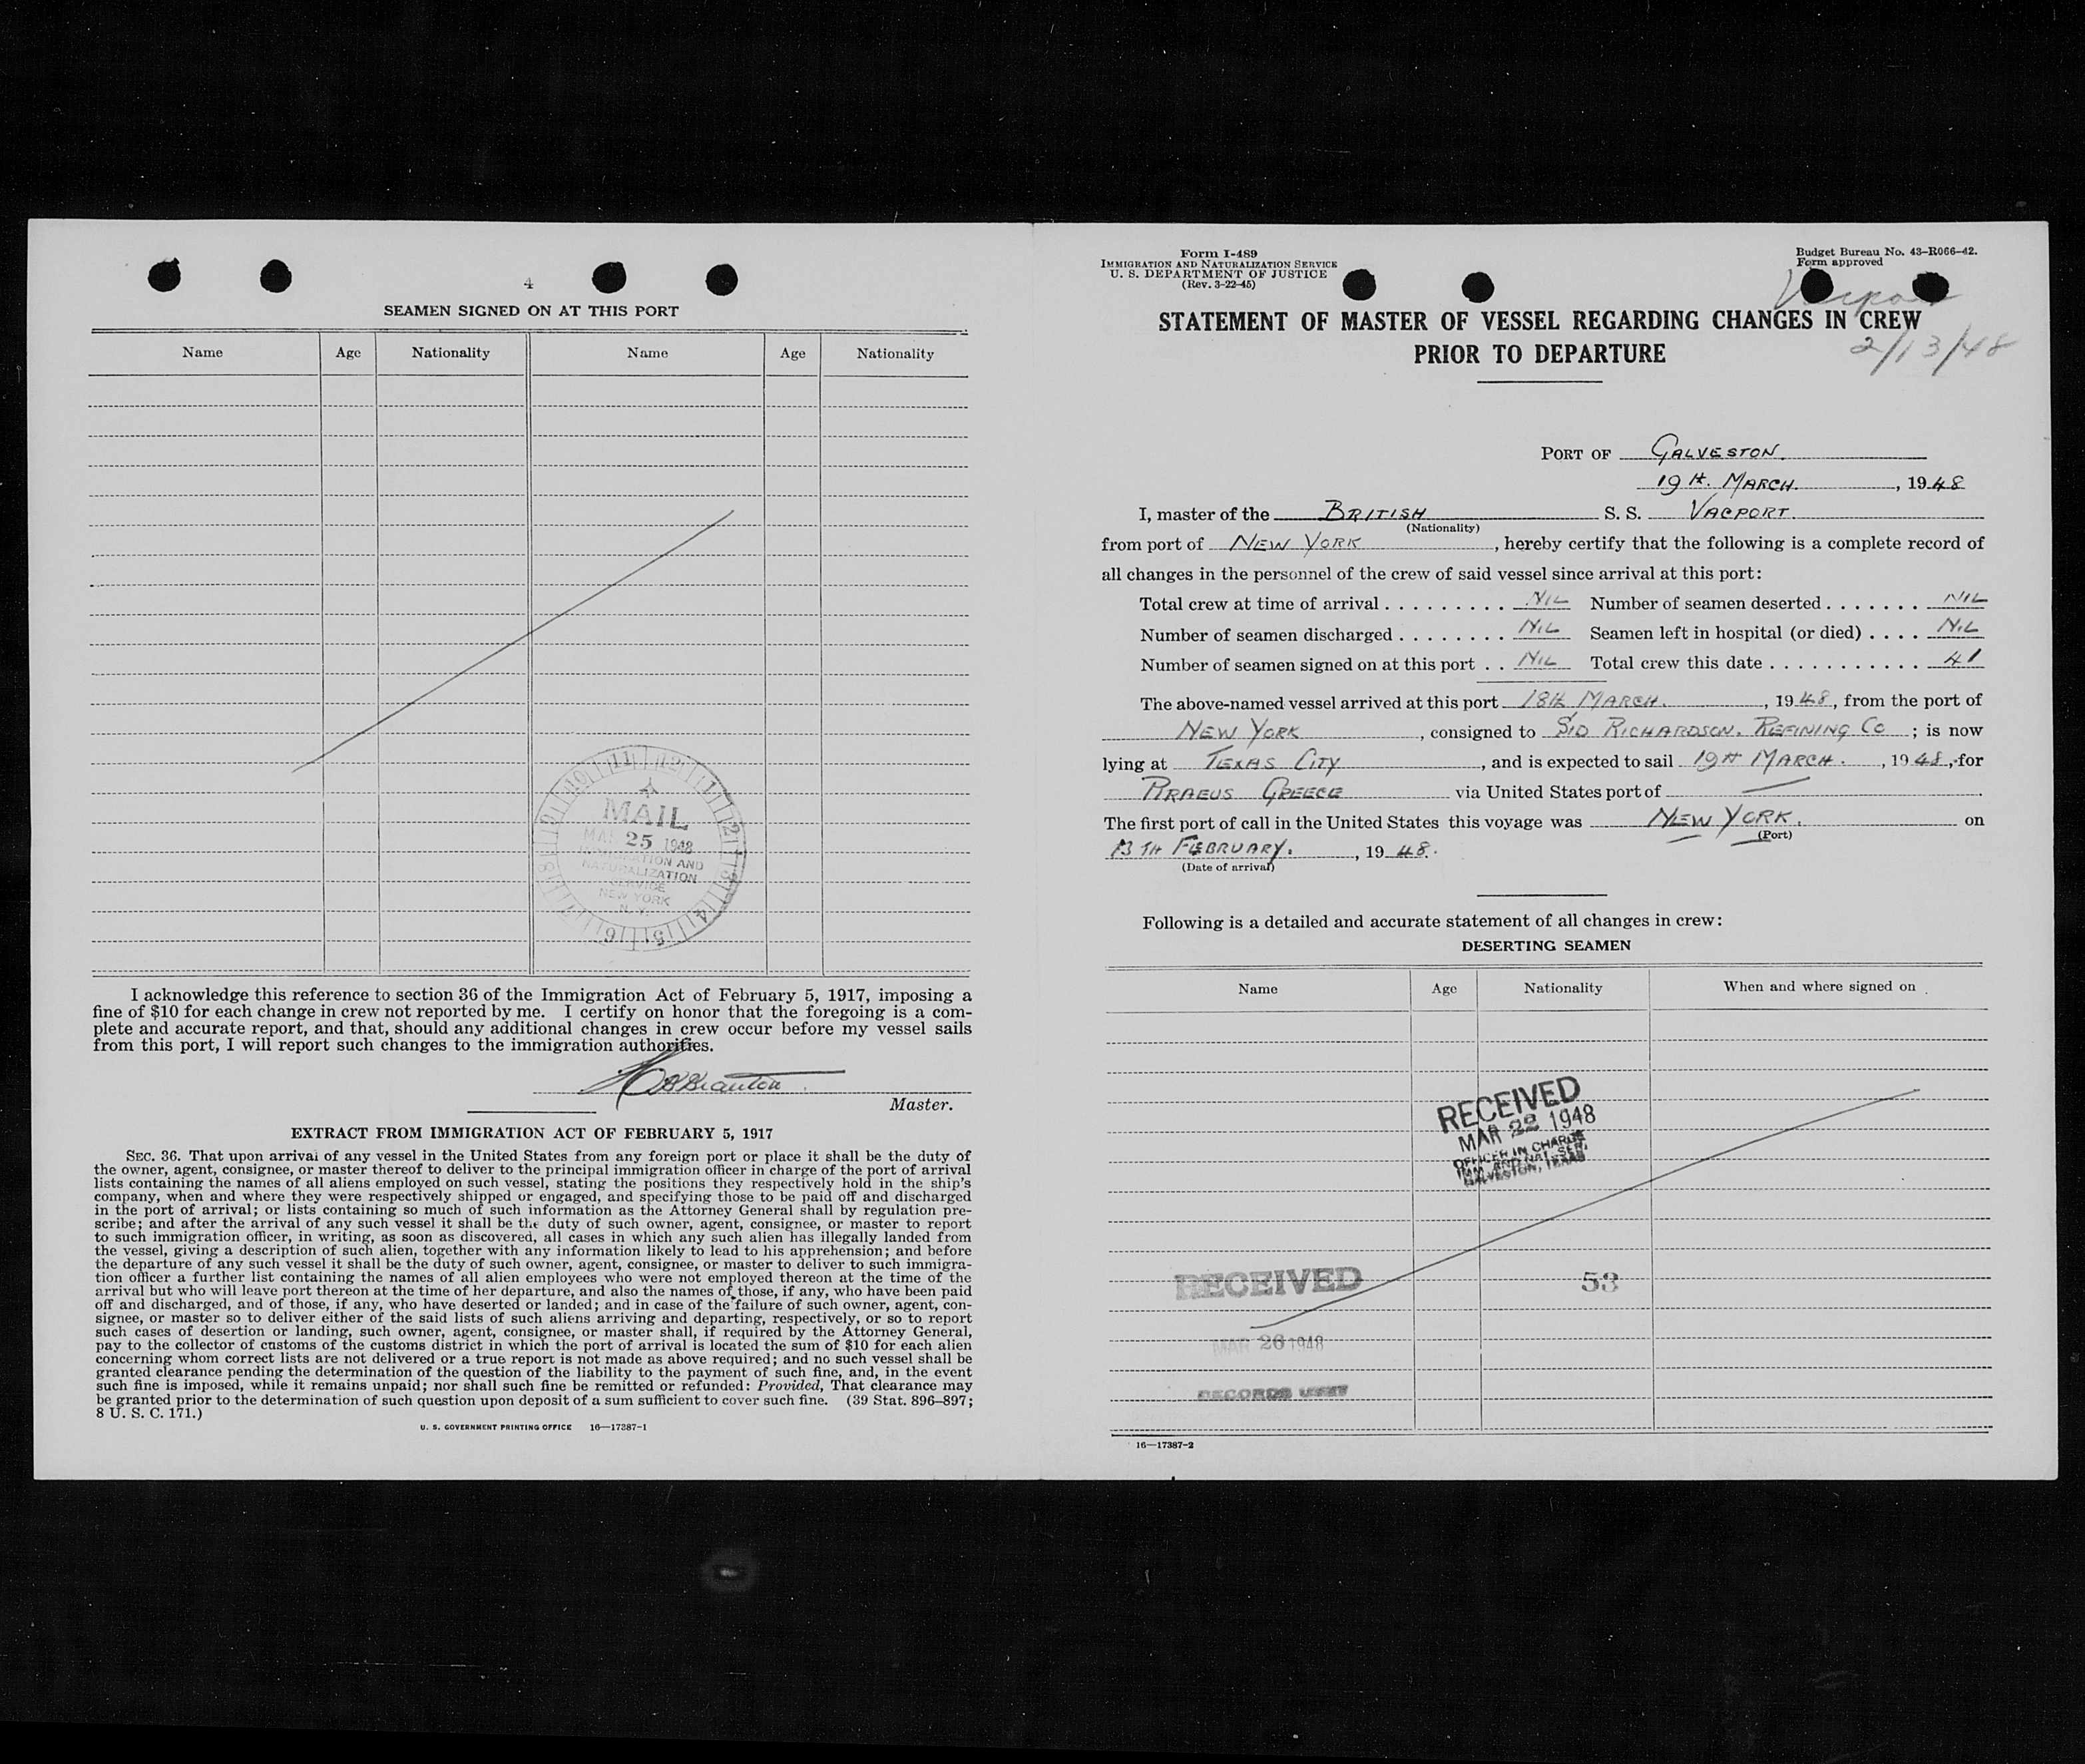 4
SEAMEN SIGNED ON AT THIS PORT
Name Age Nationality Name Age Nationality
MAIL
25 1948
IMMIGRATION AND
NATURALIZATION
SERVICE
NEW YORK
N. Y.
I acknowledge this reference to section 36 of the Immigration Act of February 5, 1917, imposing a
fine of $10 for each change in crew not reported by me. I certify on honor that the foregoing is a com-
plete and accurate report, and that, should any additional changes in crew occur before my vessel sails
from this port, I will report such changes to the immigration authorities.
Master.
EXTRACT FROM IMMIGRATION ACT OF FEBRUARY 5, 1917
SEC. 36. That upon arrival of any vessel in the United States from any foreign port or place it shall be the duty of
the owner, agent, consignee, or master thereof to deliver to the principal immigration officer in charge of the port of arrival
lists containing the names of all aliens employed on such vessel, stating the positions they respectively hold in the ship's
company, when and where they were respectively shipped or engaged, and specifying those to be paid off and discharged
in the port of arrival; or lists containing so much of such information as the Attorney General shall by regulation pre-
scribe; and after the arrival of any such vessel it shall be the duty of such owner, agent, consignee, or master to report
to such immigration officer, in writing, as soon as discovered, all cases in which any such alien has illegally landed from
the vessel, giving a description of such alien, together with any information likely to lead to his apprehension; and before
the departure of any such vessel it shall be the duty of such owner, agent, consignee, or master to deliver to such immigra-
tion officer a further list containing the names of all alien employees who were not employed thereon at the time of the
arrival but who will leave port thereon at the time of her departure, and also the names of those, if any, who have been paid
off and discharged, and of those, if any, who have deserted or landed; and in case of the failure of such owner, agent, con-
signee, or master so to deliver either of the said lists of such aliens arriving and departing, respectively, or so to report
such cases of desertion or landing, such owner, agent, consignee, or master shall, if required by the Attorney General,
pay to the collector of customs of the customs district in which the port of arrival is located the sum of $10 for each alien
concerning whom correct lists are not delivered or a true report is not made as above required; and no such vessel shall be
granted clearance pending the determination of the question of the liability to the payment of such fine, and, in the event
such fine is imposed, while it remains unpaid; nor shall such fine be remitted or refunded: Provided, That clearance may
be granted prior to the determination of such question upon deposit of a sum sufficient to cover such fine. (39 Stat. 896-897;
8 U. S. C. 171.)
U. S. GOVERNMENT PRINTING OFFICE 16—17387-1
Form I-489
IMMIGRATION AND NATURALIZATION SERVICE
U. S. DEPARTMENT OF JUSTICE
(Rev. 3-22-45)
Budget Bureau No. 43-R066-42.
Form approved
Vacport
2/13/48
STATEMENT OF MASTER OF VESSEL REGARDING CHANGES IN CREW
PRIOR TO DEPARTURE
PORT OF GALVESTON.
19th. MARCH. , 1948
I, master of the BRITISH S. S. VACPORT.
(Nationality)
from port of NEW YORK , hereby certify that the following is a complete record of
all changes in the personnel of the crew of said vessel since arrival at this port:
Total crew at time of arrival . . . . . . . . . NIL Number of seamen deserted . . . . . . . NIL
Number of seamen discharged . . . . . . . . NIL Seamen left in hospital (or died) . . . . NIL
Number of seamen signed on at this port . . NIL Total crew this date . . . . . . . . . . . 41
The above-named vessel arrived at this port 18th MARCH. , 1948, from the port of
NEW YORK , consigned to SID RICHARDSON. REFINING CO ; is now
lying at TEXAS CITY , and is expected to sail 19th MARCH. , 1948, for
PIRAEUS GREECE via United States port of —
The first port of call in the United States this voyage was NEW YORK. on
(Port)
13TH FEBRUARY. , 1948.
(Date of arrival)
Following is a detailed and accurate statement of all changes in crew:
DESERTING SEAMEN
Name Age Nationality When and where signed on
RECEIVED
MAR 22 1948
OFFICER IN CHARGE
IMM. AND NAT. SER.
GALVESTON, TEXAS
RECEIVED
53
MAR 26 1948
RECORDS UNIT
16—17387-2